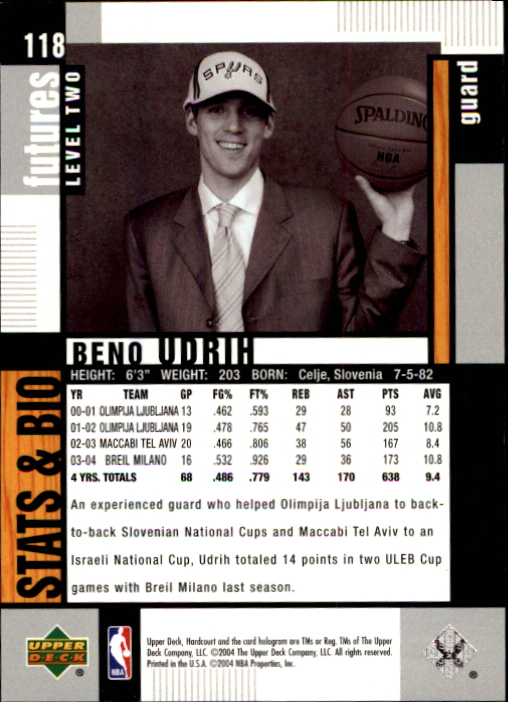 118
futures
LEVEL TWO
guard
SPURS
SPALDING
NBA
BENO UDRIH
HEIGHT: 6'3" WEIGHT: 203 BORN: Celje, Slovenia 7-5-82
STATS & BIO
YR TEAM GP FG% FT% REB AST PTS AVG
00-01 OLIMPIJA LJUBLJANA 13 .462 .593 29 28 93 7.2
01-02 OLIMPIJA LJUBLJANA 19 .478 .765 47 50 205 10.8
02-03 MACCABI TEL AVIV 20 .466 .806 38 56 167 8.4
03-04 BREIL MILANO 16 .532 .926 29 36 173 10.8
4 YRS. TOTALS 68 .486 .779 143 170 638 9.4
An experienced guard who helped Olimpija Ljubljana to back-
to-back Slovenian National Cups and Maccabi Tel Aviv to an
Israeli National Cup, Udrih totaled 14 points in two ULEB Cup
games with Breil Milano last season.
UPPER
DECK
®
NBA
®
Upper Deck, Hardcourt and the card hologram are TMs or Reg. TMs of The Upper
Deck Company, LLC. ©2004 The Upper Deck Company, LLC. All rights reserved.
Printed in the U.S.A. ©2004 NBA Properties, Inc.
®